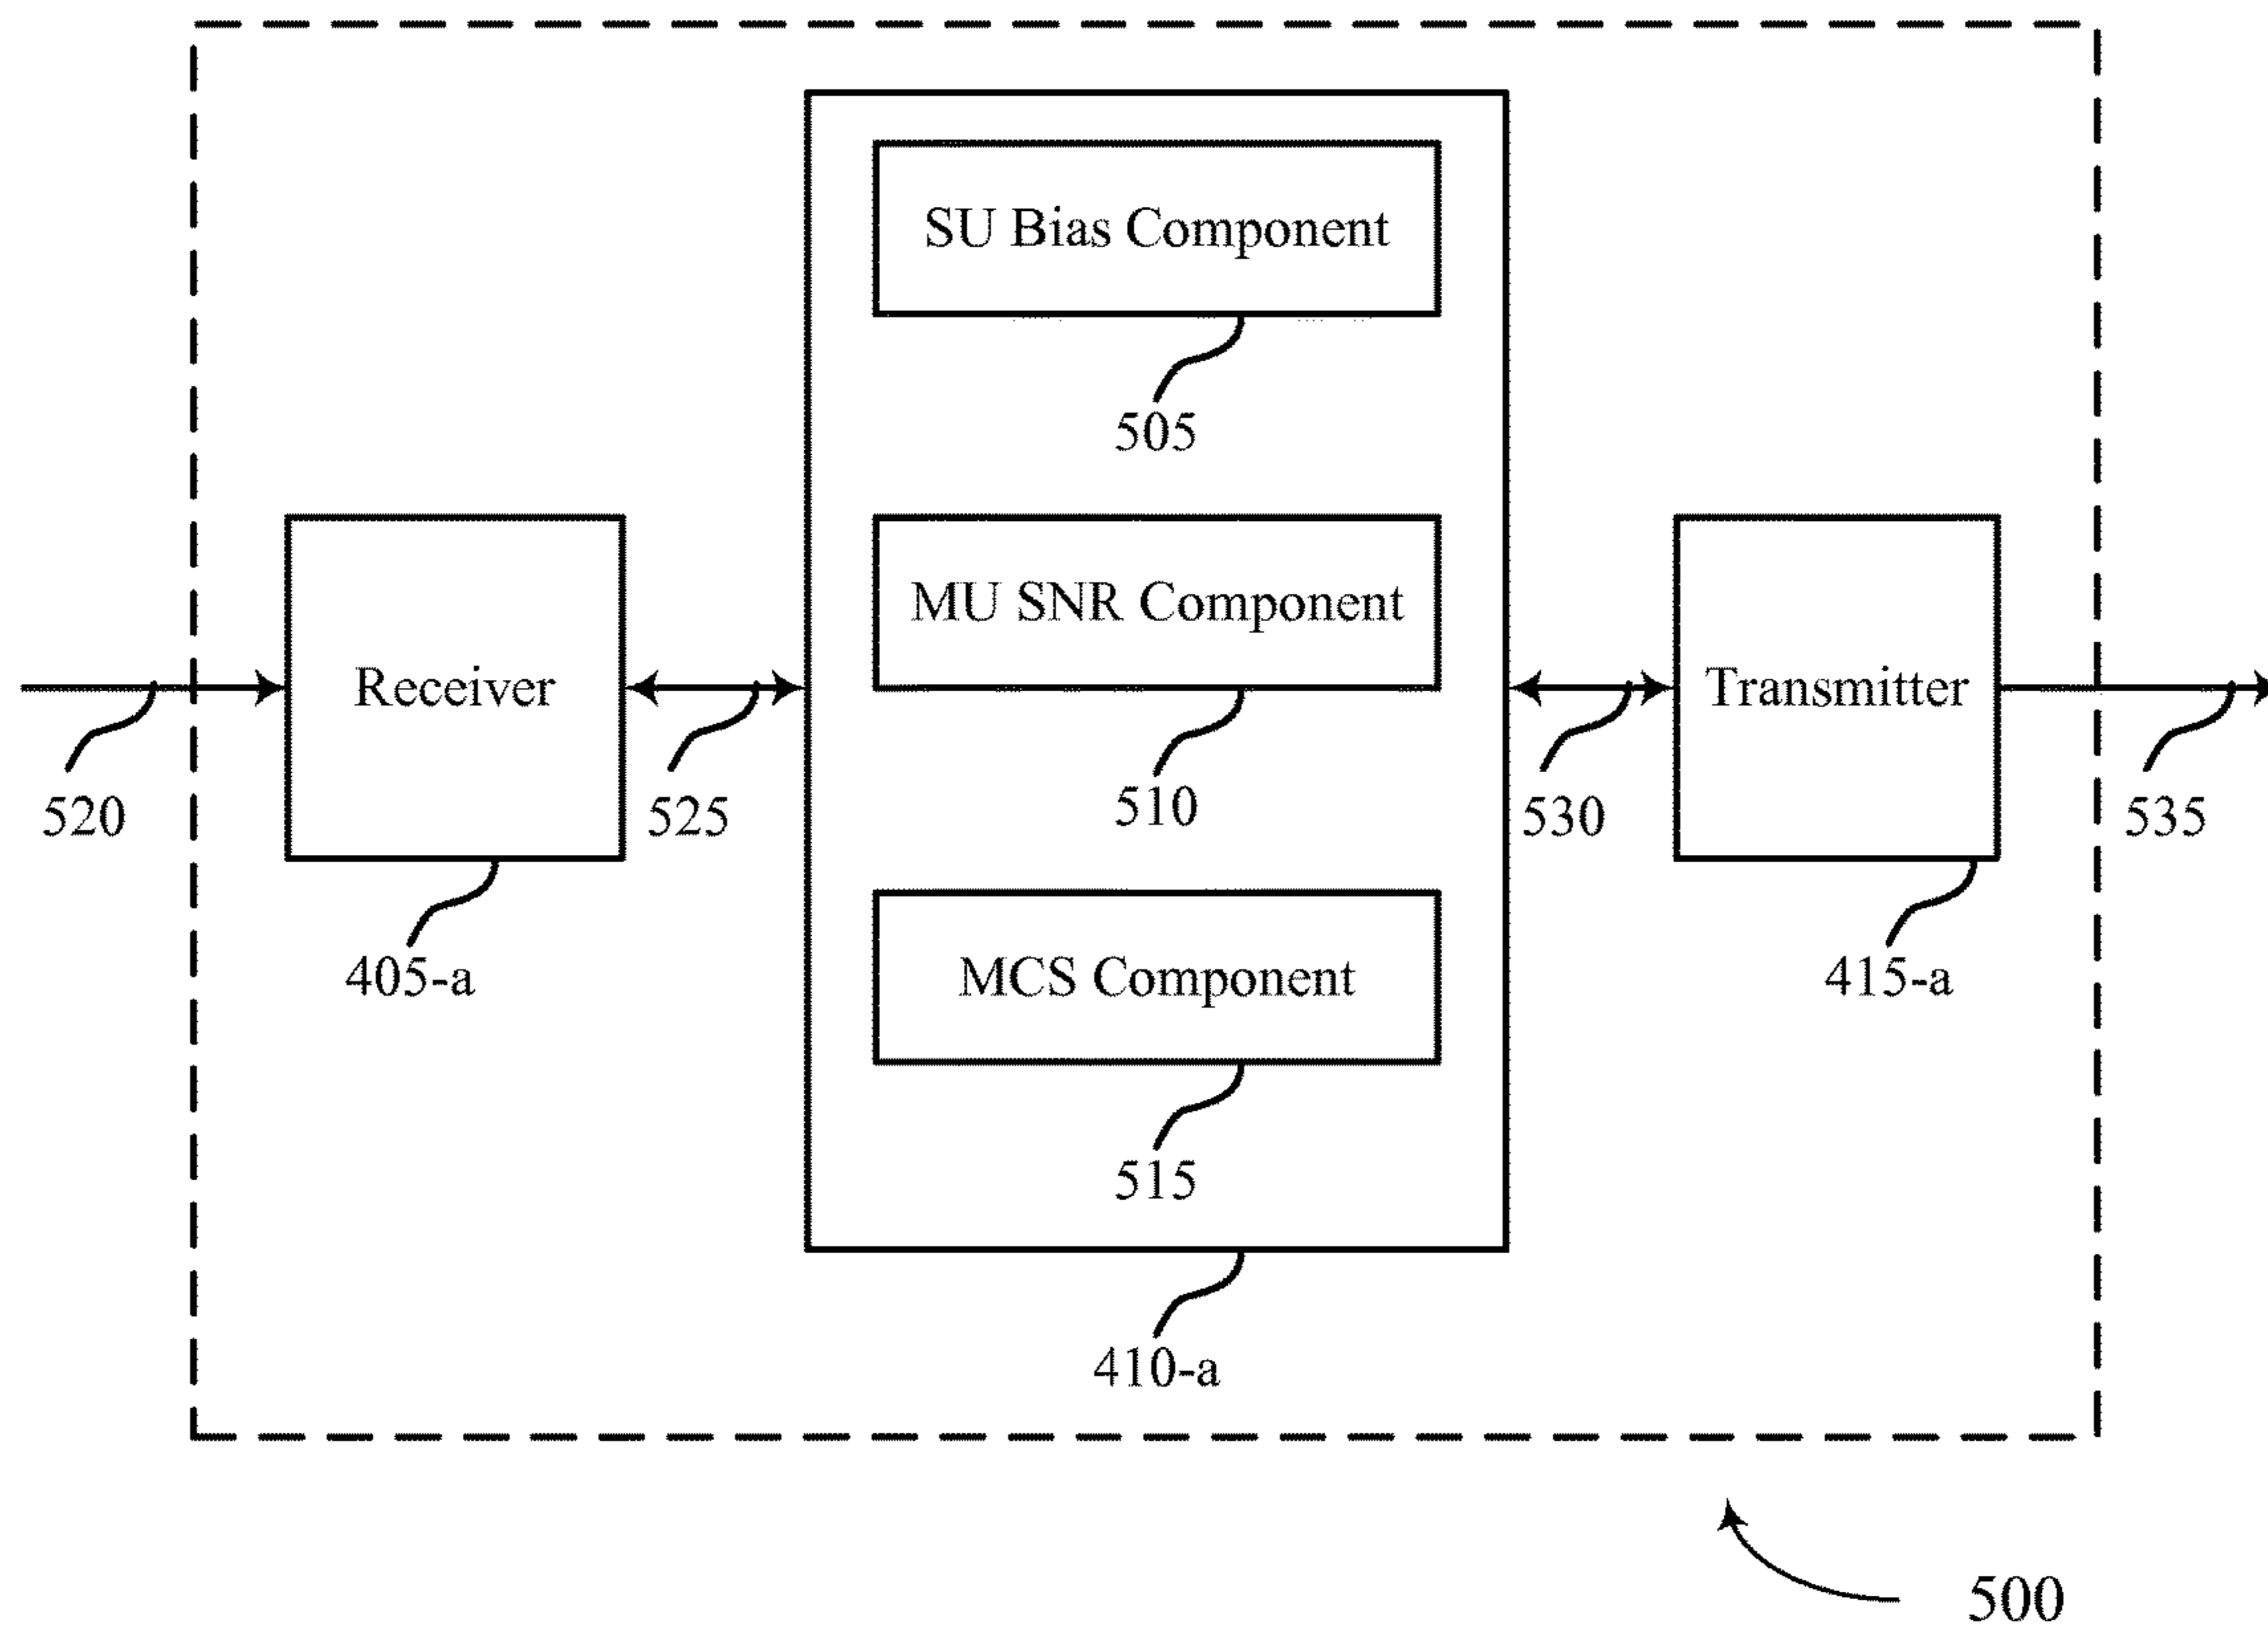 SU Bias Component
505
MU SNR Component
Receiver
Transmitter
520
525
510
530
535
MCS Component
405-a
415-a
515
410-a
500